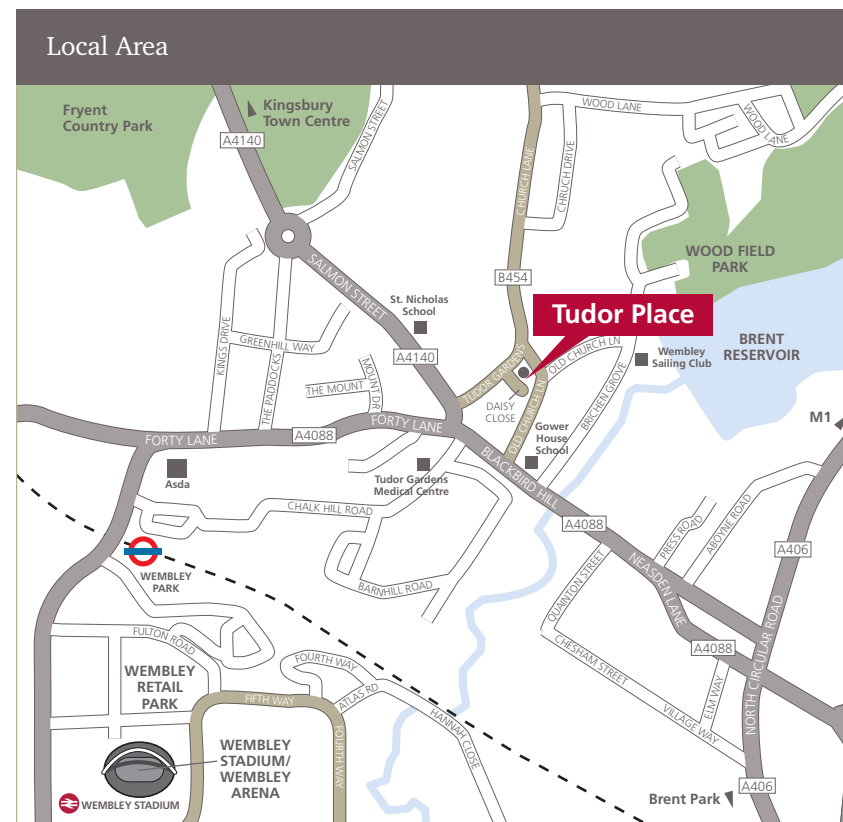 Local Area
Fryent
Country Park
Kingsbury
Town Centre
A4140
SALMON STREET
WOOD LANE
WOOD LANE
CHURCH LANE
CHRUCH DRIVE
WOOD FIELD
PARK
B454
SALMON STREET
St. Nicholas
School
Tudor Place
KINGS DRIVE
GREENHILL WAY
THE PADDOCKS
A4140
TUDOR GARDENS
OLD CHURCH LN
Wembley
Sailing Club
BRENT
RESERVOIR
THE MOUNT
MOUNT DR
DAISY
CLOSE
OLD CHURCH LN
BRICHEN GROVE
M1
FORTY LANE
A4088
FORTY LANE
Gower
House
School
BLACKBIRD HILL
Asda
Tudor Gardens
Medical Centre
CHALK HILL ROAD
A4088
PRESS ROAD
ABOYNE ROAD
A406
WEMBLEY
PARK
BARNHILL ROAD
QUAINTON STREET
NEASDEN LANE
FULTON ROAD
CHESHAM STREET
A4088
NORTH CIRCULAR ROAD
WEMBLEY
RETAIL
PARK
FOURTH WAY
ATLAS RD
FIFTH WAY
HANNAH CLOSE
VILLAGE WAY
ELM WAY
FOURTH WAY
WEMBLEY
STADIUM/
WEMBLEY
ARENA
A406
Brent Park
WEMBLEY STADIUM